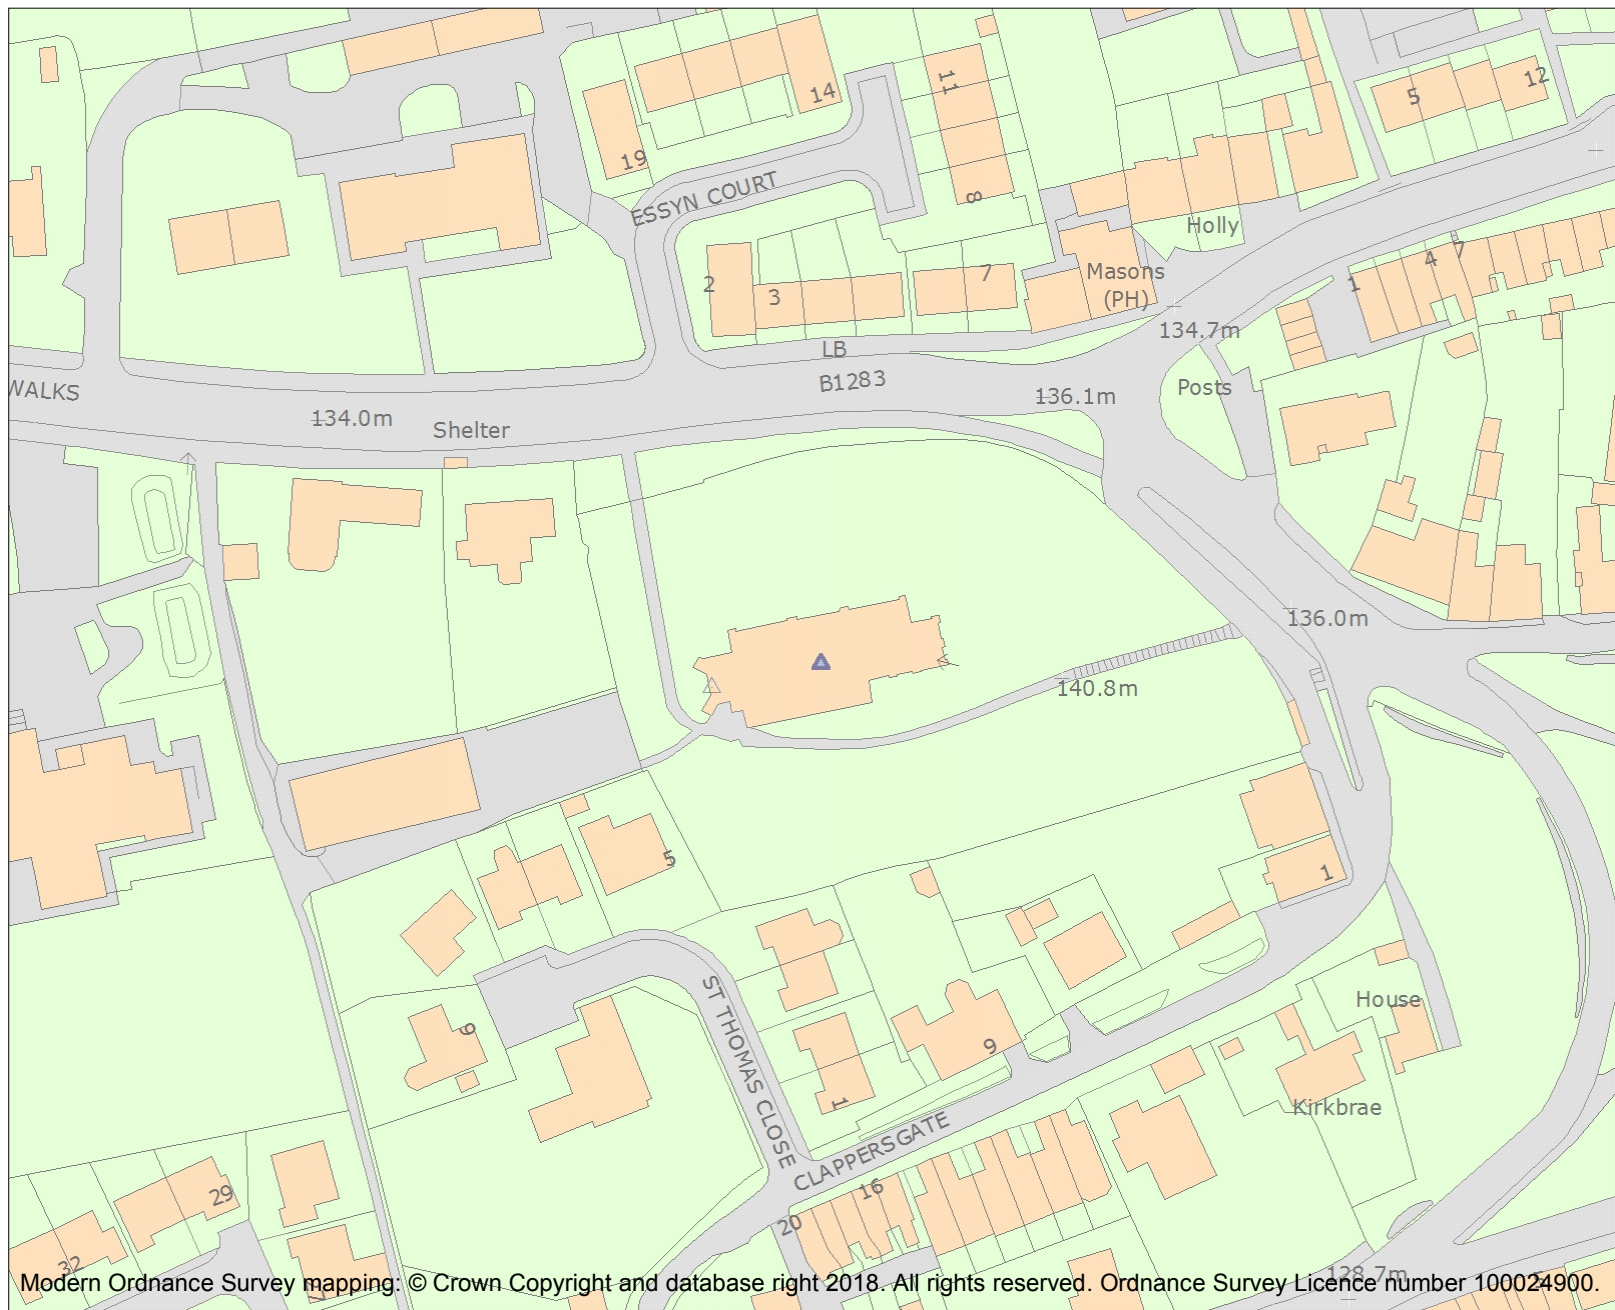 14
11
5
12
19
ESSYN COURT
8
Holly
2
3
7
Masons
(PH)
1
4
7
134.7m
LB
B1283
WALKS
134.0m
136.1m
Posts
Shelter
136.0m
140.8m
5
1
ST THOMAS CLOSE
9
9
1
House
Kirkbrae
CLAPPERSGATE
16
20
29
32
128.7m
Modern Ordnance Survey mapping: © Crown Copyright and database right 2018. All rights reserved. Ordnance Survey Licence number 100024900.